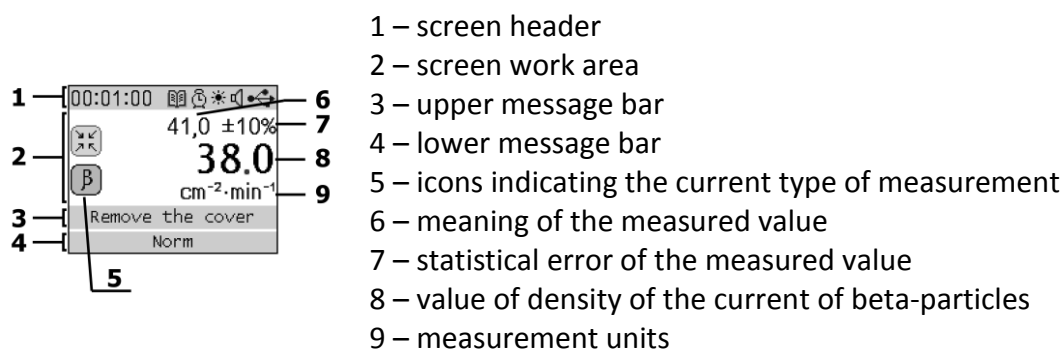 1 – screen header
2 – screen work area
3 – upper message bar
4 – lower message bar
5 – icons indicating the current type of measurement
6 – meaning of the measured value
7 – statistical error of the measured value
8 – value of density of the current of beta-particles
9 – measurement units
1
00:01:00
6
41,0 ±10%
7
2
38.0
8
β
cm⁻²·min⁻¹
9
3
Remove the cover
4
Norm
5